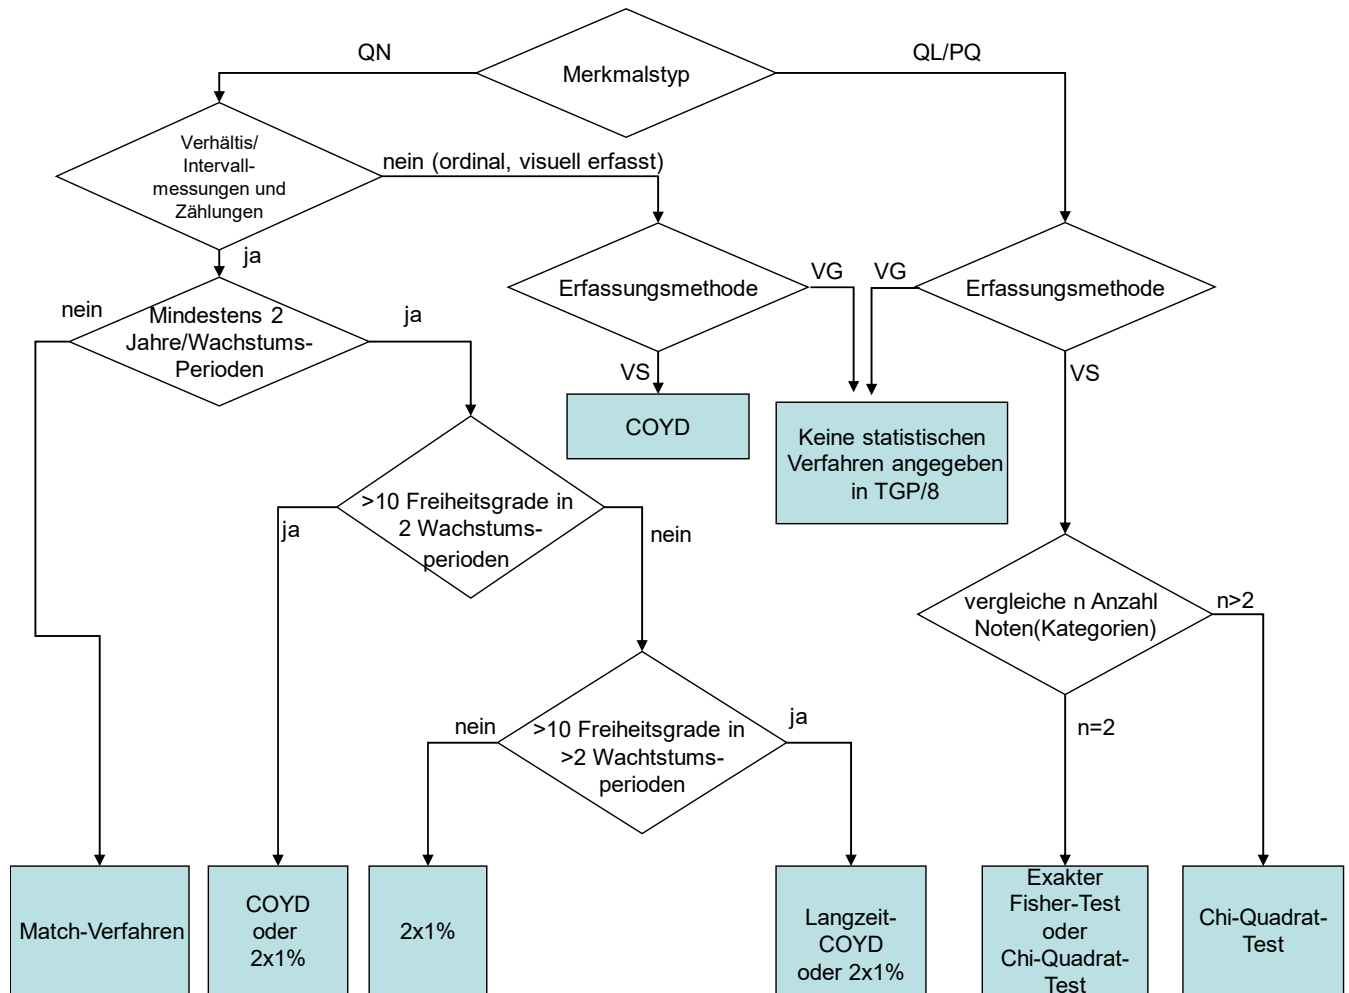 QN
QL/PQ
Merkmalstyp
Verhältis/
Intervall-
messungen und
Zählungen
nein (ordinal, visuell erfasst)
ja
Erfassungsmethode
VG
VG
Erfassungsmethode
nein
Mindestens 2
Jahre/Wachstums-
Perioden
ja
VS
VS
COYD
Keine statistischen
Verfahren angegeben
in TGP/8
>10 Freiheitsgrade in
2 Wachstums-
perioden
ja
nein
vergleiche n Anzahl
Noten(Kategorien)
n>2
n=2
nein
>10 Freiheitsgrade in
>2 Wachtstums-
perioden
ja
Match-Verfahren
COYD
oder
2x1%
2x1%
Langzeit-
COYD
oder 2x1%
Exakter
Fisher-Test
oder
Chi-Quadrat-
Test
Chi-Quadrat-
Test